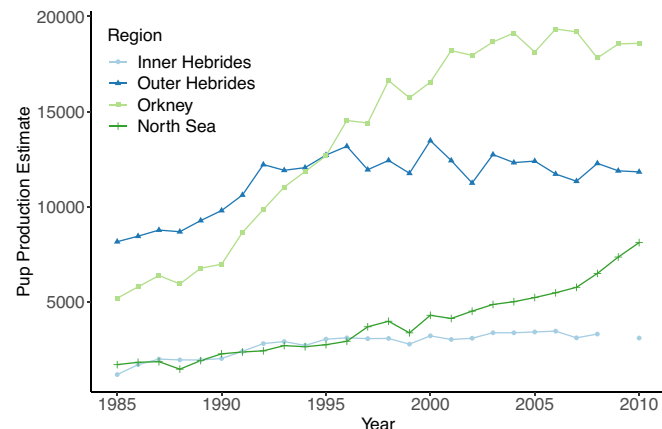 20000
15000
10000
5000
Pup Production Estimate
Region
Inner Hebrides
Outer Hebrides
Orkney
North Sea
1985 1990 1995 2000 2005 2010
Year